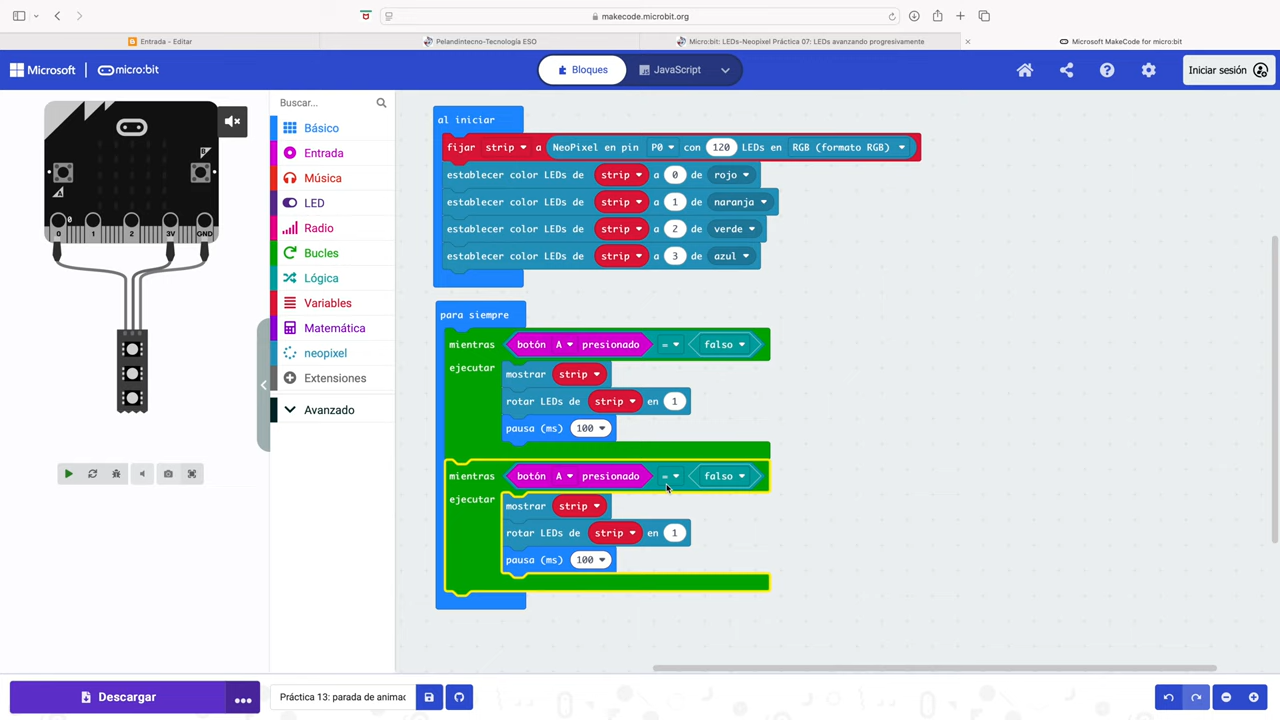 makecode.microbit.org
Entrada - Editar
Pelandintecno-Tecnología ESO
Micro:bit: LEDs-Neopixel Práctica 07: LEDs avanzando progresivamente
Microsoft MakeCode for micro:bit
Microsoft
micro:bit
Bloques
JavaScript
Iniciar sesión
A
B
0
0 1 2 3V GND
Buscar...
Básico
Entrada
Música
LED
Radio
Bucles
Lógica
Variables
Matemática
neopixel
Extensiones
Avanzado
al iniciar
fijar strip a NeoPixel en pin P0 con 120 LEDs en RGB (formato RGB)
establecer color LEDs de strip a 0 de rojo
establecer color LEDs de strip a 1 de naranja
establecer color LEDs de strip a 2 de verde
establecer color LEDs de strip a 3 de azul
para siempre
mientras botón A presionado = falso
ejecutar
mostrar strip
rotar LEDs de strip en 1
pausa (ms) 100
mientras botón A presionado = falso
ejecutar
mostrar strip
rotar LEDs de strip en 1
pausa (ms) 100
Descargar
Práctica 13: parada de animac